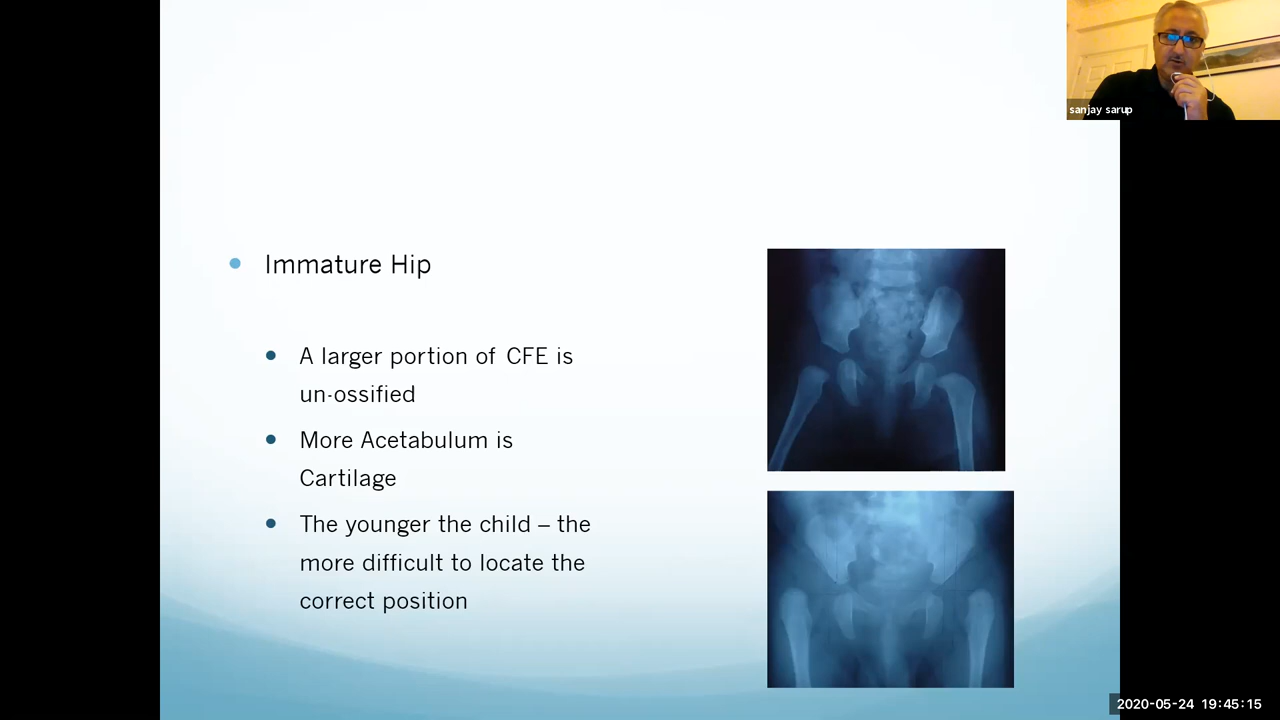 sanjay sarup
Immature Hip
A larger portion of CFE is
un-ossified
More Acetabulum is
Cartilage
The younger the child – the
more difficult to locate the
correct position
2020-05-24 19:45:15